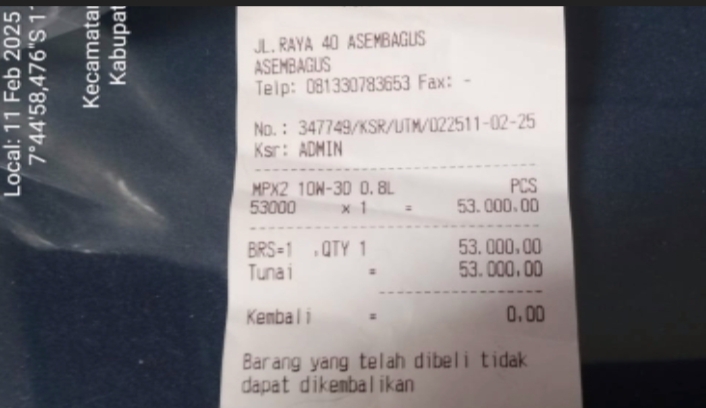 Local: 11 Feb 2025
7°44'58,476"S 11
Kecamatan
Kabupat
JL.RAYA 40 ASEMBAGUS
ASEMBAGUS
Telp: 081330783653 Fax: -
No.: 347749/KSR/UTM/022511-02-25
Ksr: ADMIN
MPX2 10W-30 0.8L PCS
53000 x 1 = 53.000,00
BRS=1 ,QTY 1 53.000,00
Tunai = 53.000,00
Kembali = 0,00
Barang yang telah dibeli tidak
dapat dikembalikan